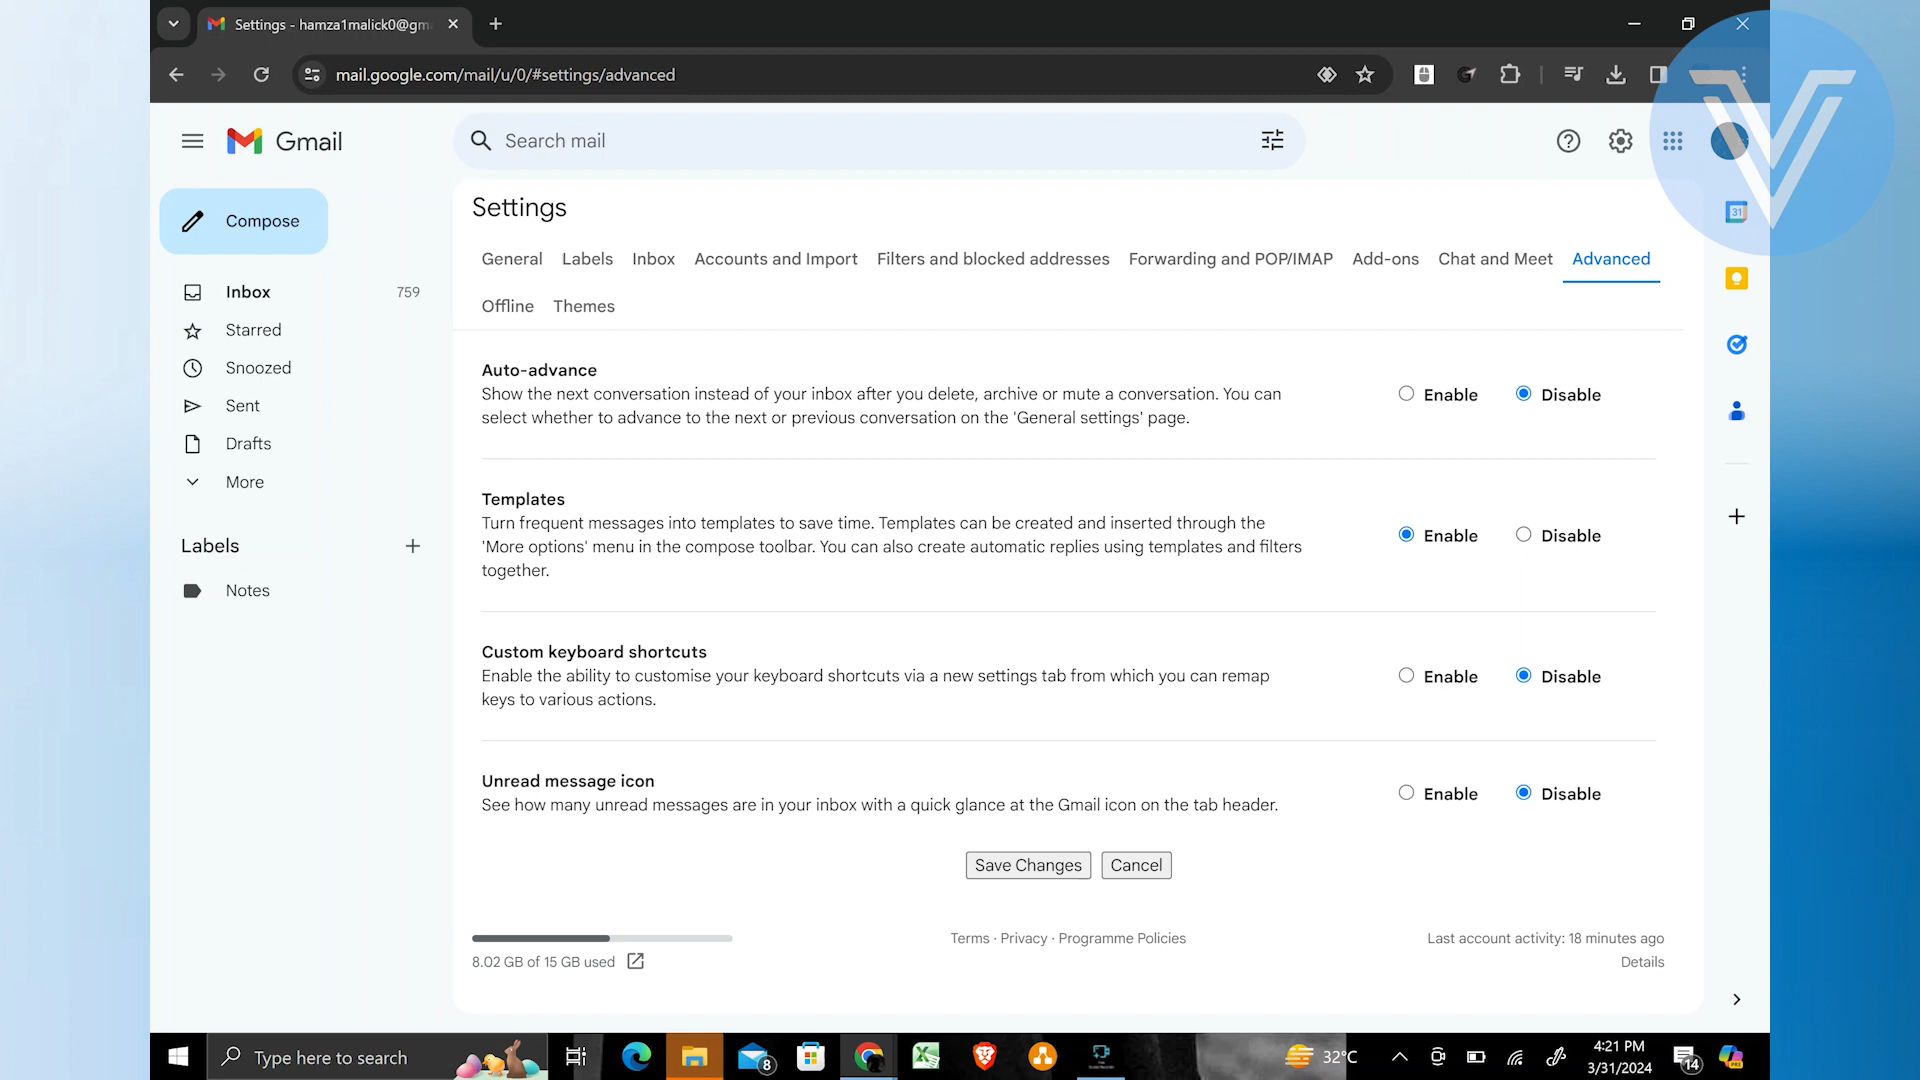 Settings - hamza1malick0@gm
mail.google.com/mail/u/0/#settings/advanced
Gmail
Search mail
Compose
Inbox 759
Starred
Snoozed
Sent
Drafts
More
Labels
Notes
Settings
General Labels Inbox Accounts and Import Filters and blocked addresses Forwarding and POP/IMAP Add-ons Chat and Meet Advanced
Offline Themes
Auto-advance
Show the next conversation instead of your inbox after you delete, archive or mute a conversation. You can
select whether to advance to the next or previous conversation on the 'General settings' page.
Enable Disable
Templates
Turn frequent messages into templates to save time. Templates can be created and inserted through the
'More options' menu in the compose toolbar. You can also create automatic replies using templates and filters
together.
Enable Disable
Custom keyboard shortcuts
Enable the ability to customise your keyboard shortcuts via a new settings tab from which you can remap
keys to various actions.
Enable Disable
Unread message icon
See how many unread messages are in your inbox with a quick glance at the Gmail icon on the tab header.
Enable Disable
Save Changes Cancel
8.02 GB of 15 GB used
Terms · Privacy · Programme Policies
Last account activity: 18 minutes ago
Details
31
Type here to search
8
32°C
4:21 PM
3/31/2024
14